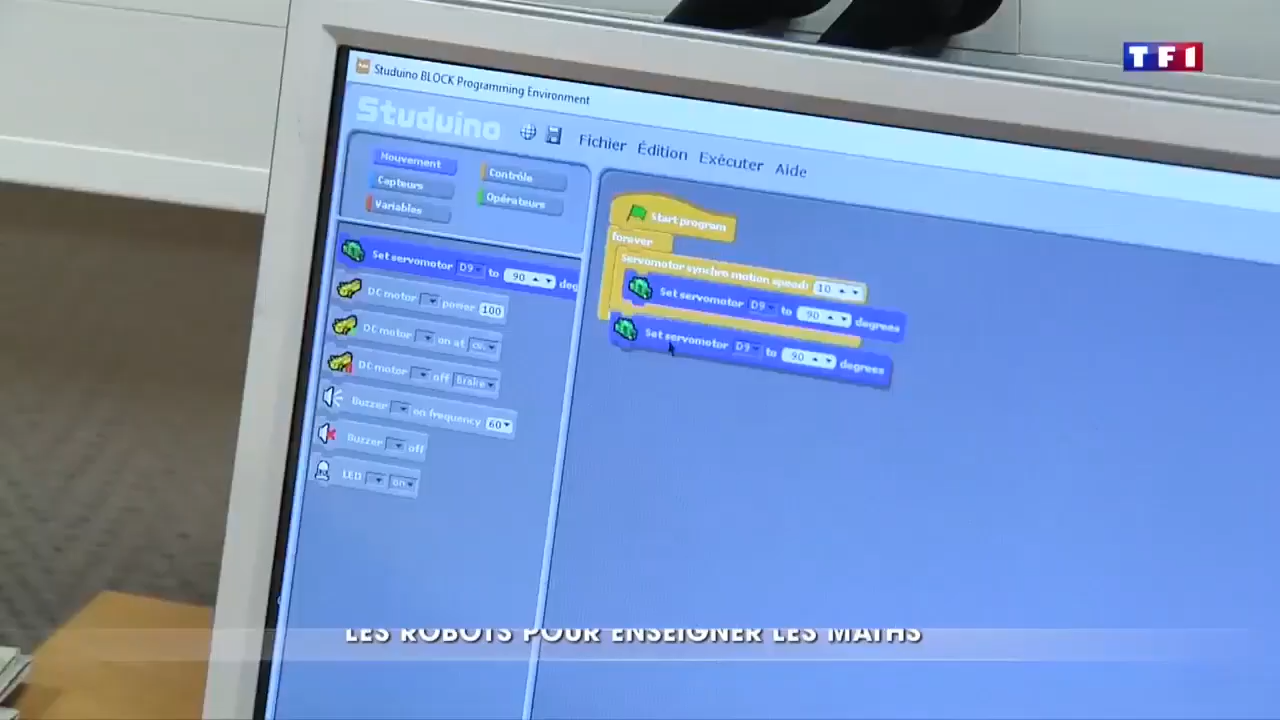 TF1
Studuino BLOCK Programming Environment
Studuino
Fichier Édition Exécuter Aide
Mouvement
Contrôle
Capteurs
Opérateurs
Variables
Set servomotor D9 to 90 deg
DC motor power 100
DC motor on at cw.
DC motor off Brake
Buzzer on frequency 60
Buzzer off
LED on
Start program
forever
Servomotor synchro motion speed: 10
Set servomotor D9 to 90 degrees
Set servomotor D9 to 90 degrees
LES ROBOTS POUR ENSEIGNER LES MATHS